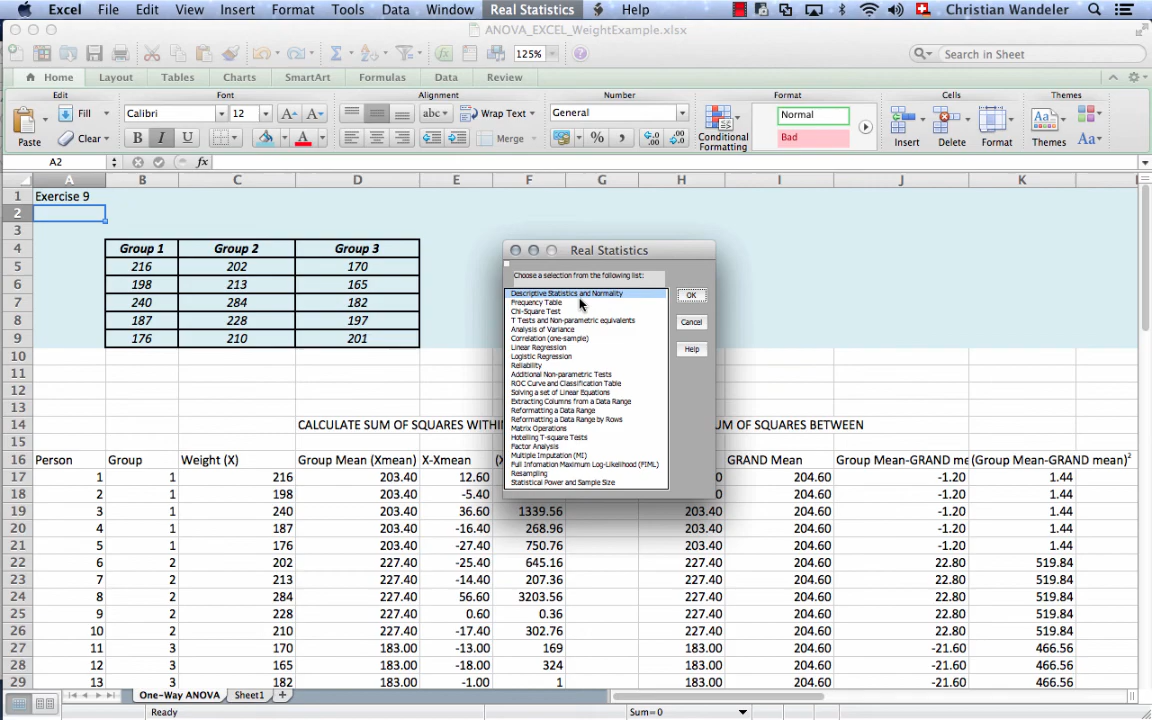 Excel File Edit View Insert Format Tools Data Window Real Statistics Help Christian Wandeler
ANOVA_EXCEL_WeightExample.xlsx
125% Search in Sheet
Home Layout Tables Charts SmartArt Formulas Data Review
Edit Font Alignment Number Format Cells Themes
Fill Calibri 12 A A abc Wrap Text General Normal
Paste Clear B I U A Merge % , .0 .00 .00 .0 Conditional Formatting Bad Insert Delete Format Themes Aa
A2 fx
A B C D E F G H I J K
1 Exercise 9
2
3
4 Group 1 Group 2 Group 3
5 216 202 170
6 198 213 165
7 240 284 182
8 187 228 197
9 176 210 201
10
11
12
13
Real Statistics
Choose a selection from the following list:
Descriptive Statistics and Normality
Frequency Table
Chi-Square Test
T Tests and Non-parametric equivalents
Analysis of Variance
Correlation (one-sample)
Linear Regression
Logistic Regression
Reliability
Additional Non-parametric Tests
ROC Curve and Classification Table
Solving a set of Linear Equations
Extracting Columns from a Data Range
Reformatting a Data Range
Reformatting a Data Range by Rows
Matrix Operations
Hotelling T-square Tests
Factor Analysis
Multiple Imputation (MI)
Full Infomation Maximum Log-Likelihood (FIML)
Resampling
Statistical Power and Sample Size
OK
Cancel
Help
14 CALCULATE SUM OF SQUARES WITHIN UM OF SQUARES BETWEEN
15
16 Person Group Weight (X) Group Mean (Xmean) X-Xmean (X GRAND Mean Group Mean-GRAND me (Group Mean-GRAND mean)²
17 1 1 216 203.40 12.60 .00 204.60 -1.20 1.44
18 2 1 198 203.40 -5.40 204.60 -1.20 1.44
19 3 1 240 203.40 36.60 1339.56 203.40 204.60 -1.20 1.44
20 4 1 187 203.40 -16.40 268.96 203.40 204.60 -1.20 1.44
21 5 1 176 203.40 -27.40 750.76 203.40 204.60 -1.20 1.44
22 6 2 202 227.40 -25.40 645.16 227.40 204.60 22.80 519.84
23 7 2 213 227.40 -14.40 207.36 227.40 204.60 22.80 519.84
24 8 2 284 227.40 56.60 3203.56 227.40 204.60 22.80 519.84
25 9 2 228 227.40 0.60 0.36 227.40 204.60 22.80 519.84
26 10 2 210 227.40 -17.40 302.76 227.40 204.60 22.80 519.84
27 11 3 170 183.00 -13.00 169 183.00 204.60 -21.60 466.56
28 12 3 165 183.00 -18.00 324 183.00 204.60 -21.60 466.56
29 13 3 182 183.00 -1.00 1 183.00 204.60 -21.60 466.56
One-Way ANOVA Sheet1 +
Ready Sum=0